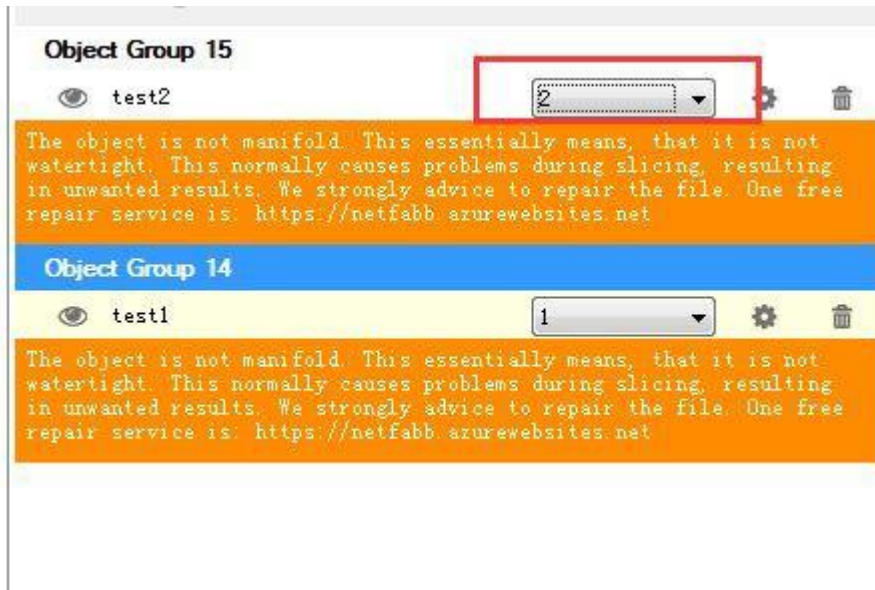 Object Group 15
test2 2
The object is not manifold. This essentially means, that it is not
watertight. This normally causes problems during slicing, resulting
in unwanted results. We strongly advice to repair the file. One free
repair service is: https://netfabb.azurewebsites.net
Object Group 14
test1 1
The object is not manifold. This essentially means, that it is not
watertight. This normally causes problems during slicing, resulting
in unwanted results. We strongly advice to repair the file. One free
repair service is: https://netfabb.azurewebsites.net